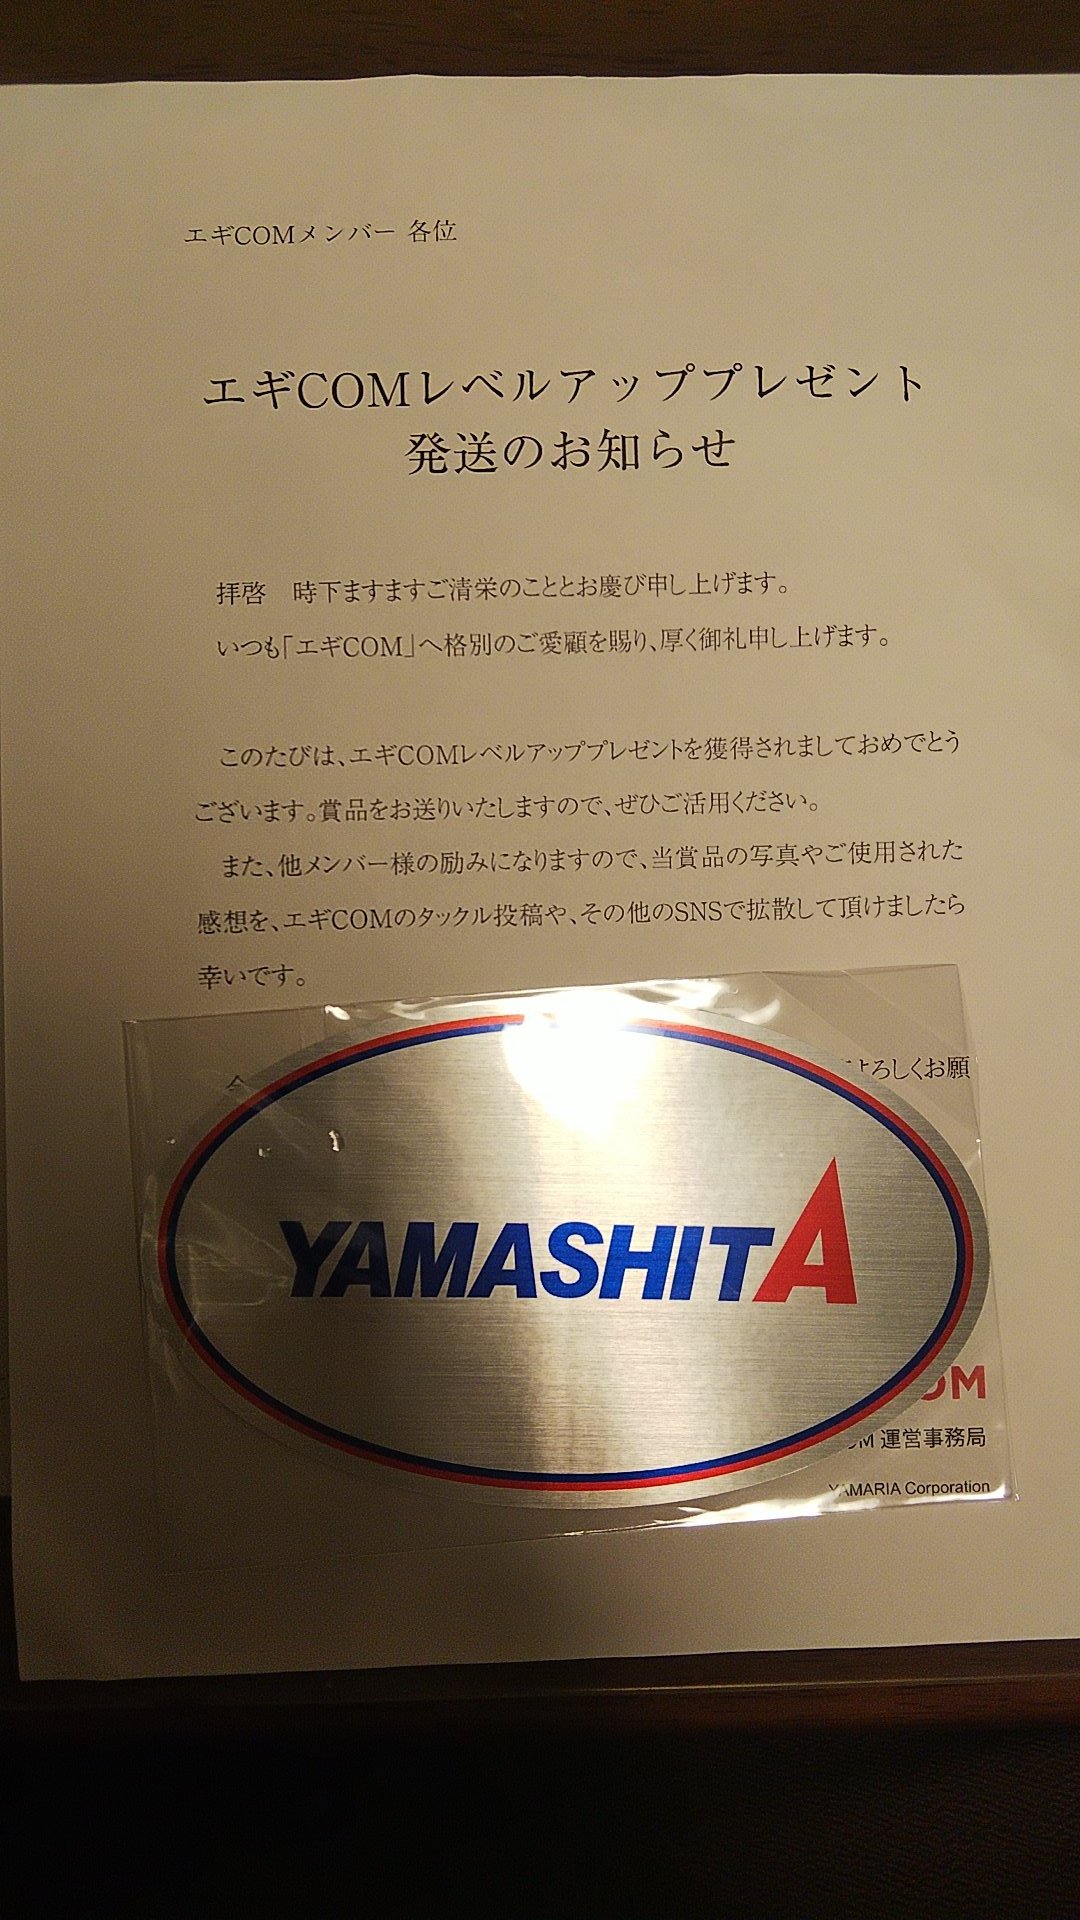 エギCOMメンバー 各位
エギCOMレベルアッププレゼント
発送のお知らせ
拝啓　時下ますますご清栄のこととお慶び申し上げます。
いつも「エギCOM」へ格別のご愛顧を賜り、厚く御礼申し上げます。
このたびは、エギCOMレベルアッププレゼントを獲得されましておめでとう
ございます。賞品をお送りいたしますので、ぜひご活用ください。
また、他メンバー様の励みになりますので、当賞品の写真やご使用された
感想を、エギCOMのタックル投稿や、その他のSNSで拡散して頂けましたら
幸いです。
よろしくお願
YAMASHITA
OM
OM 運営事務局
YAMARIA Corporation